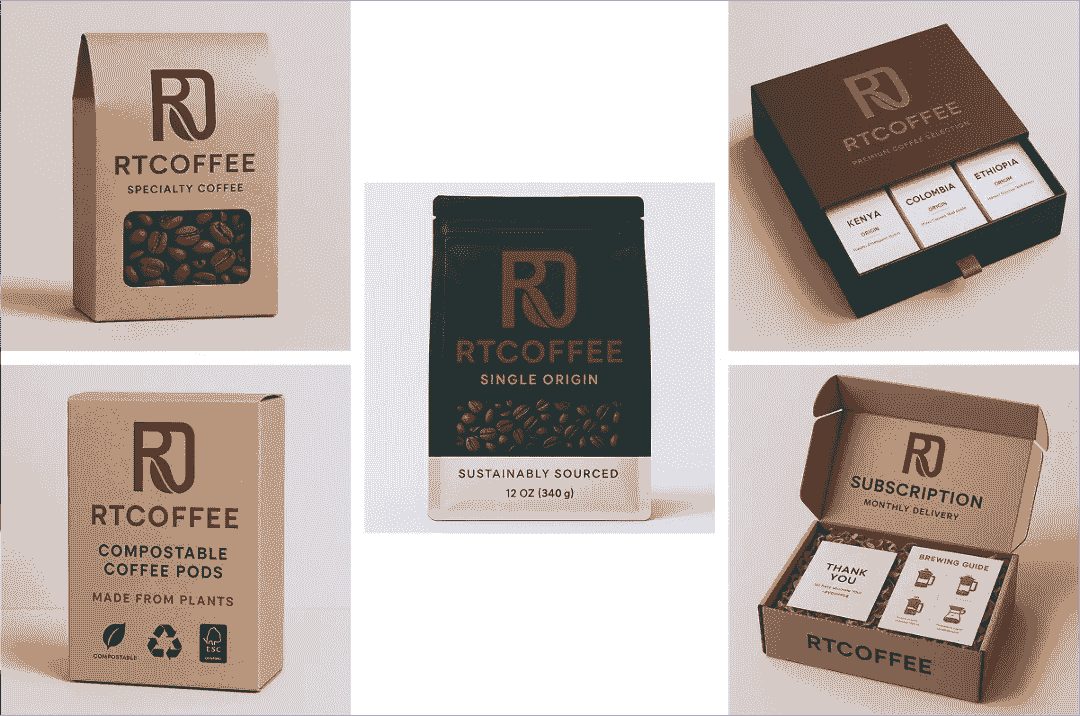 RTCOFFEE
SPECIALTY COFFEE
RTCOFFEE
COMPOSTABLE
COFFEE PODS
MADE FROM PLANTS
COMPOSTABLE
ESC
RTCOFFEE
SINGLE ORIGIN
SUSTAINABLY SOURCED
12 OZ (340 g)
RTCOFFEE
PREMIUM COFFEE SELECTION
KENYA
ORIGIN
COLOMBIA
ORIGIN
ETHIOPIA
ORIGIN
SUBSCRIPTION
MONTHLY DELIVERY
THANK
YOU
BREWING GUIDE
RTCOFFEE